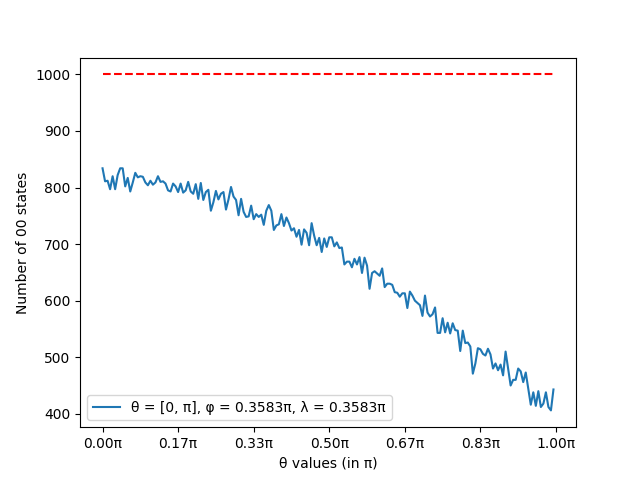 1000
900
800
700
600
500
400
Number of 00 states
θ = [0, π], φ = 0.3583π, λ = 0.3583π
0.00π 0.17π 0.33π 0.50π 0.67π 0.83π 1.00π
θ values (in π)